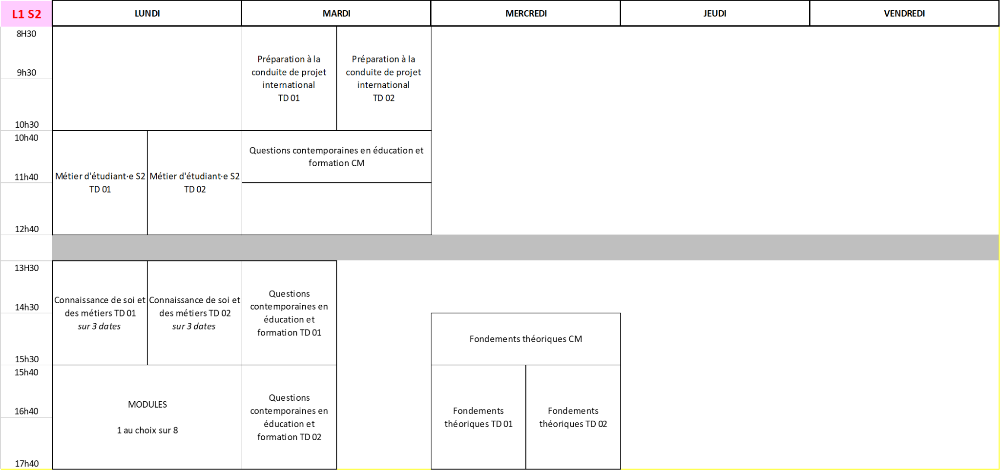 L1 S2
LUNDI
MARDI
MERCREDI
JEUDI
VENDREDI
8H30
9h30
10h30
Préparation à la
conduite de projet
international
TD 01
Préparation à la
conduite de projet
international
TD 02
10h40
11h40
12h40
Métier d'étudiant·e S2
TD 01
Métier d'étudiant·e S2
TD 02
Questions contemporaines en éducation et
formation CM
13H30
14h30
15h30
Connaissance de soi et
des métiers TD 01
sur 3 dates
Connaissance de soi et
des métiers TD 02
sur 3 dates
Questions
contemporaines en
éducation et
formation TD 01
Fondements théoriques CM
15h40
16h40
17h40
MODULES
1 au choix sur 8
Questions
contemporaines en
éducation et
formation TD 02
Fondements
théoriques TD 01
Fondements
théoriques TD 02